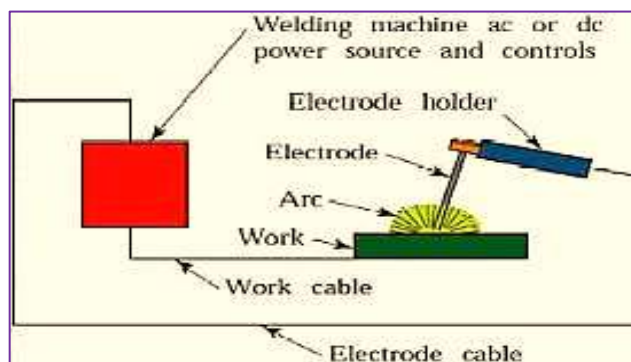 Welding machine ac or dc
power source and controls
Electrode holder
Electrode
Arc
Work
Work cable
Electrode cable